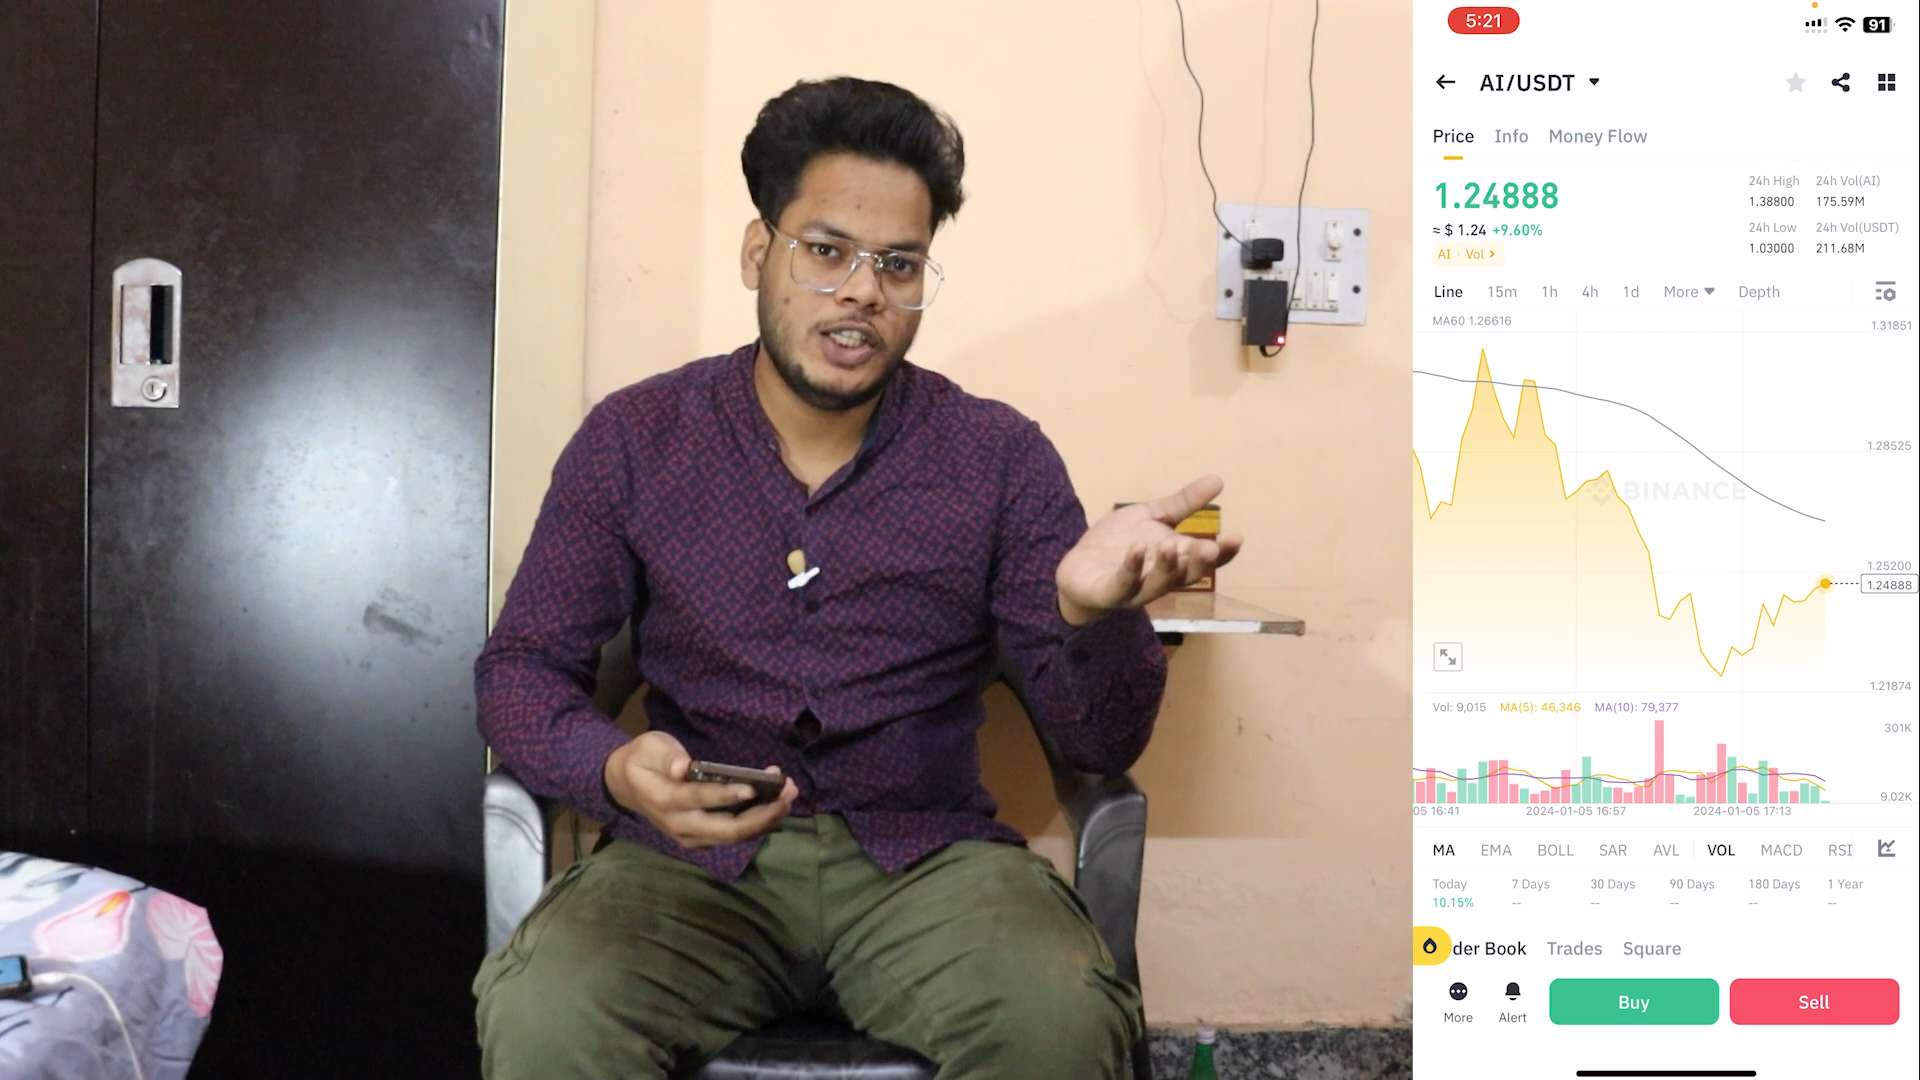 5:21
91
AI/USDT
Price Info Money Flow
1.24888
≈ $ 1.24 +9.60%
AI Vol >
24h High 24h Vol(AI)
1.38800 175.59M
24h Low 24h Vol(USDT)
1.03000 211.68M
Line 15m 1h 4h 1d More Depth
MA60 1.26616
1.31851
1.28525
BINANCE
1.25200
1.24888
1.21874
Vol: 9,015 MA(5): 46,346 MA(10): 79,377
301K
9.02K
05 16:41 2024-01-05 16:57 2024-01-05 17:13
MA EMA BOLL SAR AVL VOL MACD RSI
Today 7 Days 30 Days 90 Days 180 Days 1 Year
10.15% -- -- -- -- --
der Book Trades Square
More Alert Buy Sell